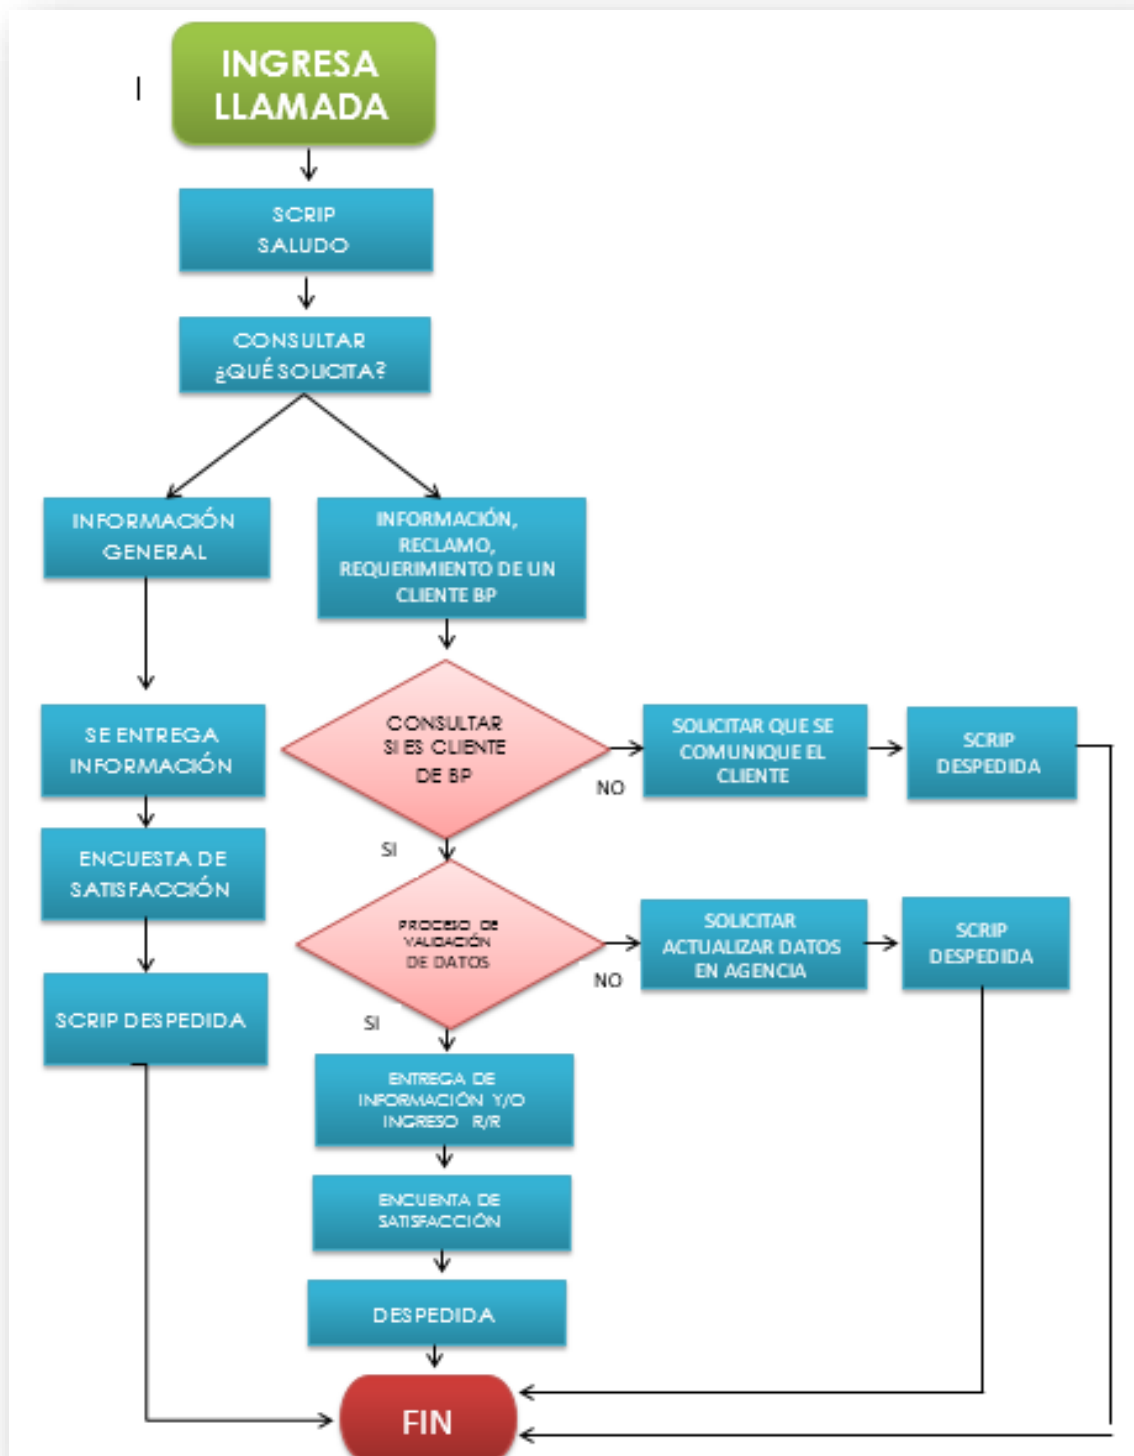 INGRESA
LLAMADA
SCRIP
SALUDO
CONSULTAR
¿QUÉ SOLICITA?
INFORMACIÓN
GENERAL
INFORMACIÓN,
RECLAMO,
REQUERIMIENTO DE UN
CLIENTE BP
SE ENTREGA
INFORMACIÓN
CONSULTAR
SI ES CLIENTE
DE BP
NO
SOLICITAR QUE SE
COMUNIQUE EL
CLIENTE
SCRIP
DESPEDIDA
SI
ENCUESTA DE
SATISFACCIÓN
PROCESO DE
VALIDACIÓN
DE DATOS
NO
SOLICITAR
ACTUALIZAR DATOS
EN AGENCIA
SCRIP
DESPEDIDA
SCRIP DESPEDIDA
SI
ENTREGA DE
INFORMACIÓN Y/O
INGRESO R/R
ENCUENTA DE
SATISFACCIÓN
DESPEDIDA
FIN